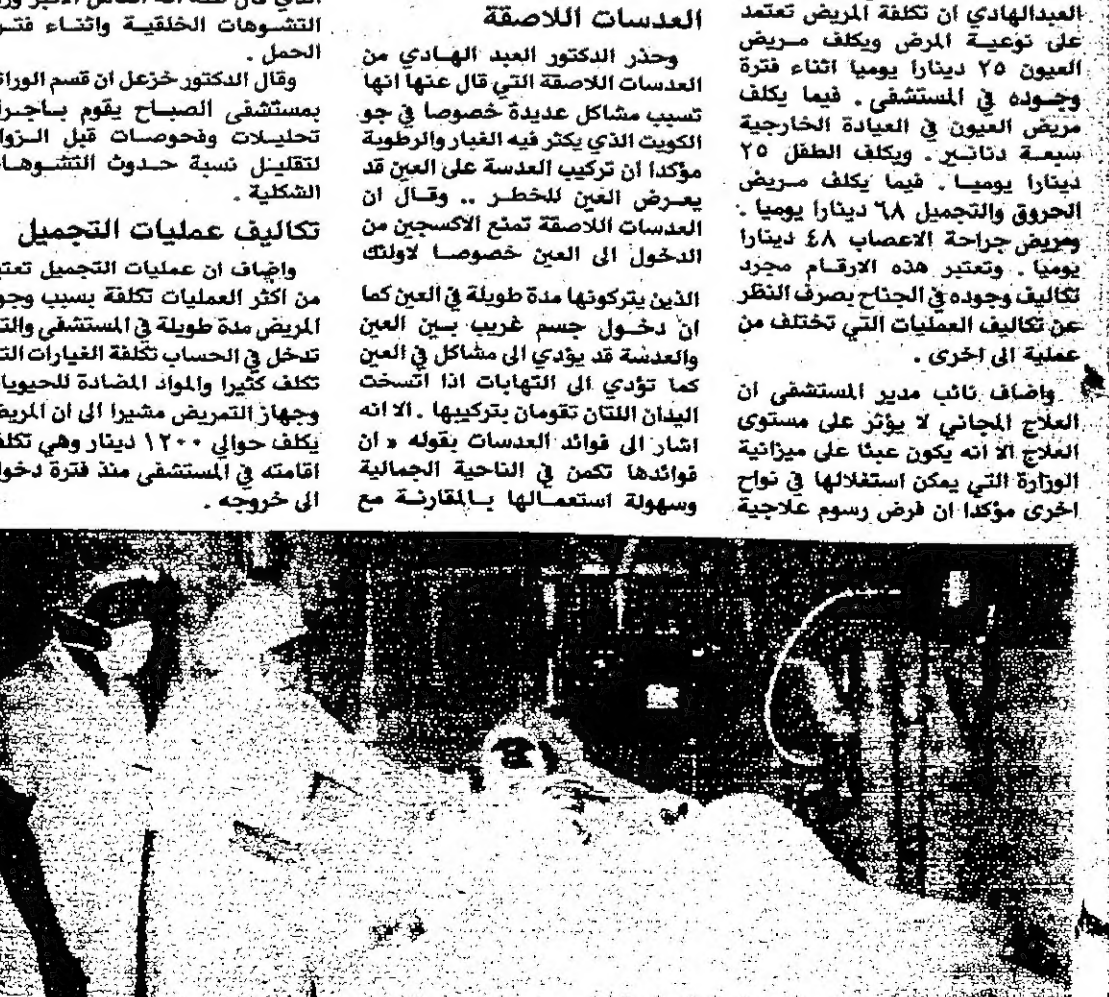 العبدالهادي ان تكلفة المريض تعتمد
على نوعية المرض ويكلف مريض
العيون ٢٥ دينارا يوميا اثناء فترة
وجوده في المستشفى . فيما يكلف
مريض العيون في العيادة الخارجية
سبعة دنانير . ويكلف الطفل ٢٥
دينارا يوميا . فيما يكلف مريض
الحروق والتجميل ٦٨ دينارا يوميا .
ومريض جراحة الاعصاب ٤٨ دينارا
يوميا . وتعتبر هذه الارقام مجرد
تكاليف وجوده في الجناح بصرف النظر
عن تكاليف العمليات التي تختلف من
عملية الى اخرى .
واضاف نائب مدير المستشفى ان
العلاج المجاني لا يؤثر على مستوى
العلاج الا انه يكون عبئا على ميزانية
الوزارة التي يمكن استغلالها في نواح
اخرى مؤكدا ان فرض رسوم علاجية
العدسات اللاصقة
وحذر الدكتور العبد الهادي من
العدسات اللاصقة التي قال عنها انها
تسبب مشاكل عديدة خصوصا في جو
الكويت الذي يكثر فيه الغبار والرطوبة
مؤكدا ان تركيب العدسة على العين قد
يعرض العين للخطر .. وقال ان
العدسات اللاصقة تمنع الاكسجين من
الدخول الى العين خصوصا لاولئك
الذين يتركونها مدة طويلة في العين كما
ان دخول جسم غريب بين العين
والعدسة قد يؤدي الى مشاكل في العين
كما تؤدي الى التهابات اذا اتسخت
اليدان اللتان تقومان بتركيبها . الا انه
اشار الى فوائد العدسات بقوله « ان
فوائدها تكمن في الناحية الجمالية
وسهولة استعمالها بالمقارنة مع
التشوهات الخلقية واثناء فتر
الحمل .
وقال الدكتور خزعل ان قسم الوراث
بمستشفى الصباح يقوم باجرا
تحليلات وفحوصات قبل الزوا
لتقليل نسبة حدوث التشوها
الشكلية .
تكاليف عمليات التجميل
واضاف ان عمليات التجميل تعتب
من اكثر العمليات تكلفة بسبب وجو
المريض مدة طويلة في المستشفى والت
تدخل في الحساب تكلفة الغيارات الت
تكلف كثيرا والمواد المضادة للحيويا
وجهاز التمريض مشيرا الى ان المريض
يكلف حوالي ١٢٠٠ دينار وهي تكلف
اقامته في المستشفى منذ فترة دخول
الى خروجه .